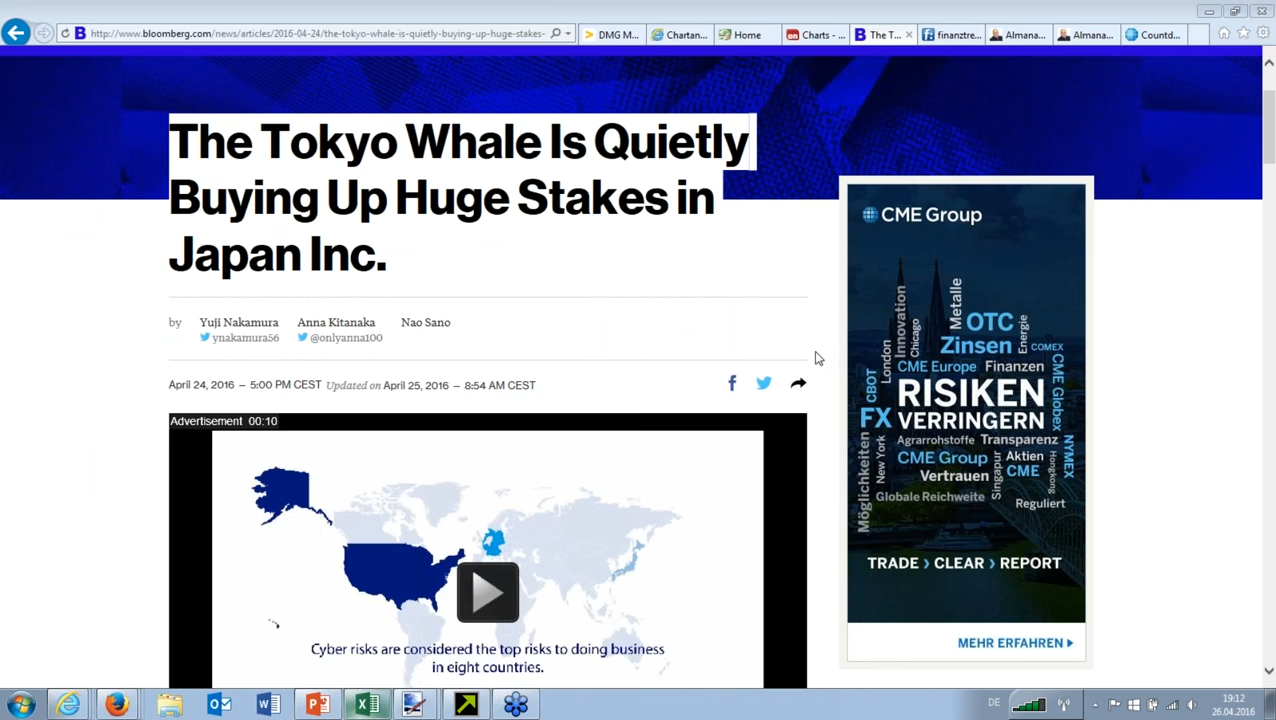 http://www.bloomberg.com/news/articles/2016-04-24/the-tokyo-whale-is-quietly-buying-up-huge-stakes-
DMG M...
Chartan...
Home
Charts - ...
The T...
finanztre...
Almana...
Almana...
Countd...
The Tokyo Whale Is Quietly
Buying Up Huge Stakes in
Japan Inc.
by Yuji Nakamura Anna Kitanaka Nao Sano
ynakamura56 @onlyanna100
April 24, 2016 – 5:00 PM CEST Updated on April 25, 2016 – 8:54 AM CEST
Advertisement 00:10
Cyber risks are considered the top risks to doing business
in eight countries.
CME Group
Innovation
Chicago
London
Metalle
OTC
Energie
Zinsen
COMEX
CME Europe Finanzen
CBOT
RISIKEN
CME Globex
FX VERRINGERN
Agrarrohstoffe Transparenz
NYMEX
Möglichkeiten
New York
CME Group
Singapur
Aktien
Hongkong
Vertrauen
CME
Globale Reichweite
Reguliert
TRADE › CLEAR › REPORT
MEHR ERFAHREN
DE
19:12
26.04.2016